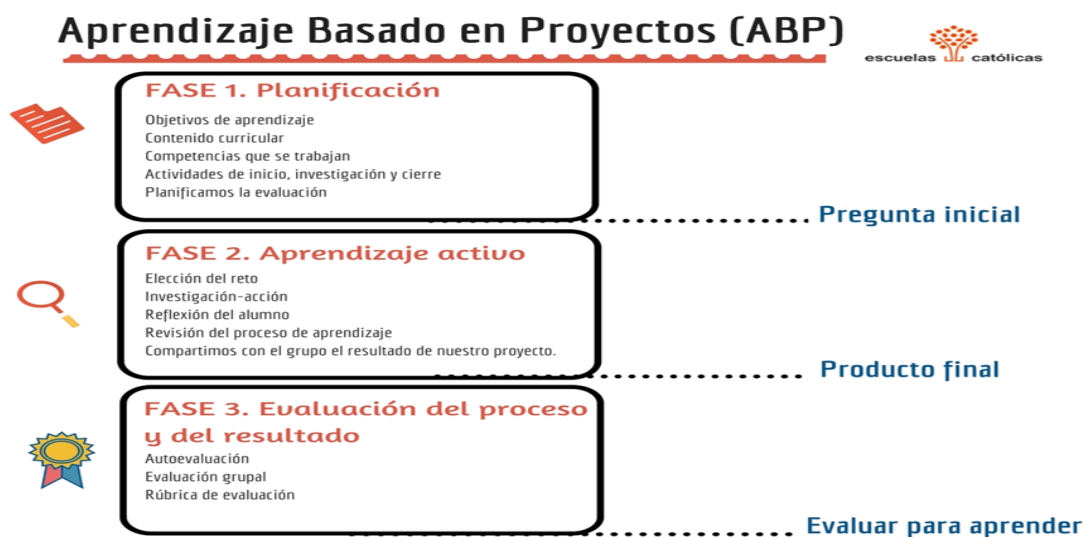 Aprendizaje Basado en Proyectos (ABP)
escuelas católicas
FASE 1. Planificación
Objetivos de aprendizaje
Contenido curricular
Competencias que se trabajan
Actividades de inicio, investigación y cierre
Planificamos la evaluación
Pregunta inicial
FASE 2. Aprendizaje activo
Elección del reto
Investigación-acción
Reflexión del alumno
Revisión del proceso de aprendizaje
Compartimos con el grupo el resultado de nuestro proyecto.
Producto final
FASE 3. Evaluación del proceso
y del resultado
Autoevaluación
Evaluación grupal
Rúbrica de evaluación
Evaluar para aprender